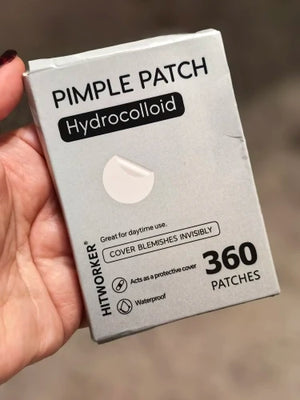 PIMPLE PATCH
Hydrocolloid
Great for daytime use.
COVER BLEMISHES INVISIBLY
HITWORKER®
Acts as a protective cover
Waterproof
360
PATCHES